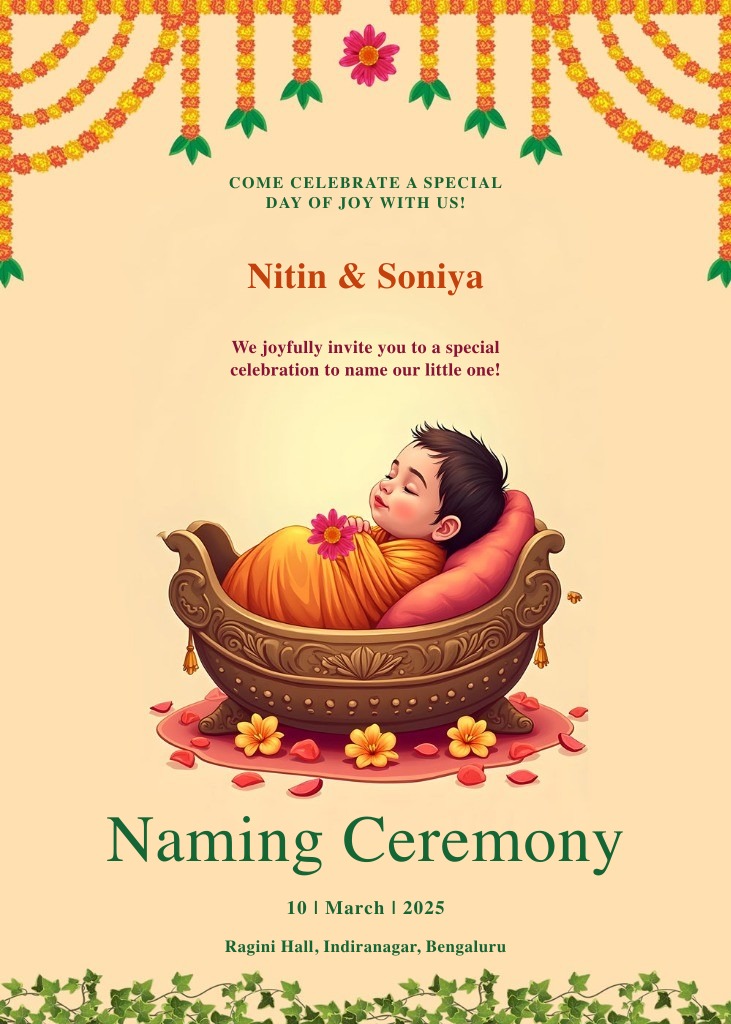 COME CELEBRATE A SPECIAL
DAY OF JOY WITH US!
Nitin & Soniya
We joyfully invite you to a special
celebration to name our little one!
Naming Ceremony
10 | March | 2025
Ragini Hall, Indiranagar, Bengaluru